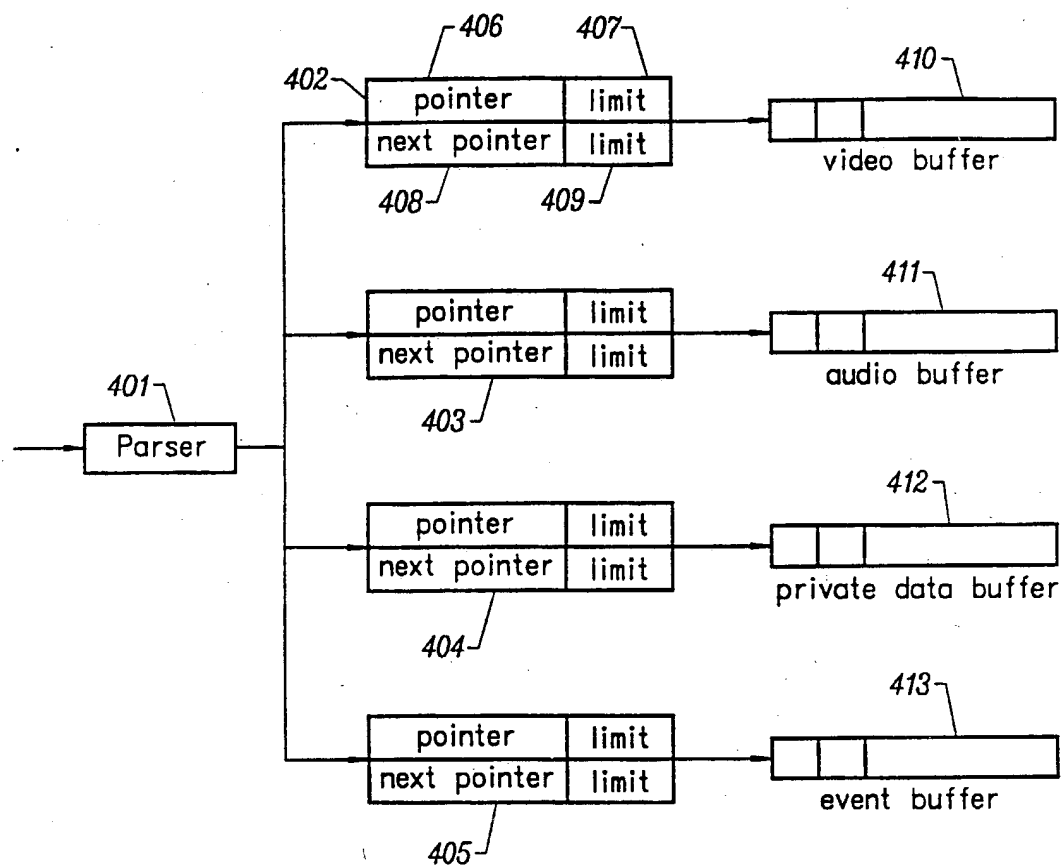 406
407
410
402
pointer limit
next pointer limit
video buffer
408
409
411
pointer limit
next pointer limit
audio buffer
401
403
Parser
412
pointer limit
next pointer limit
private data buffer
404
413
pointer limit
next pointer limit
event buffer
405